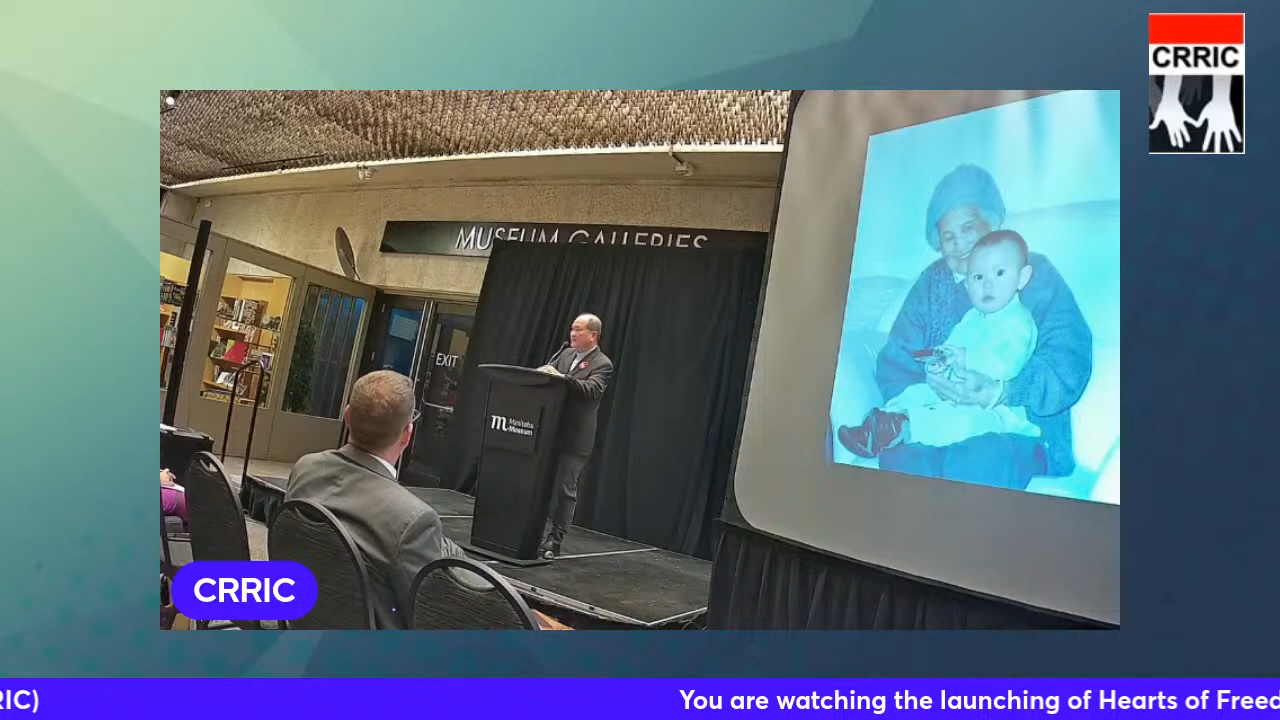 CRRIC
MUSEUM GALLERIES
EXIT
m Manitoba
Museum
CRRIC
RIC)
You are watching the launching of Hearts of Freed